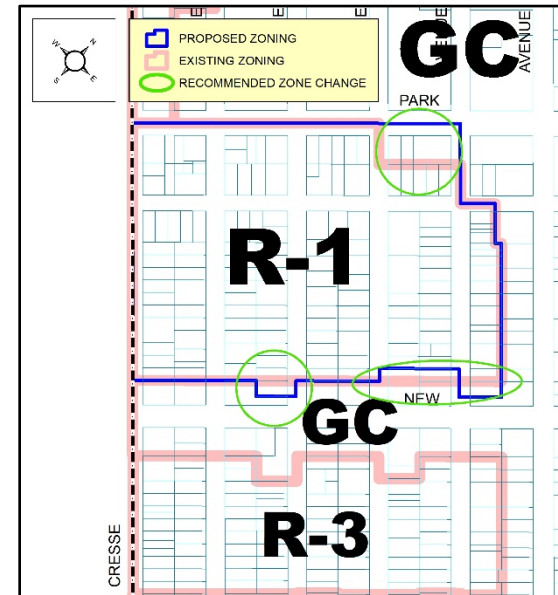 N
W
E
S
PROPOSED ZONING
EXISTING ZONING
RECOMMENDED ZONE CHANGE
GC
AVENUE
PARK
R-1
NEW
GC
R-3
CRESSE